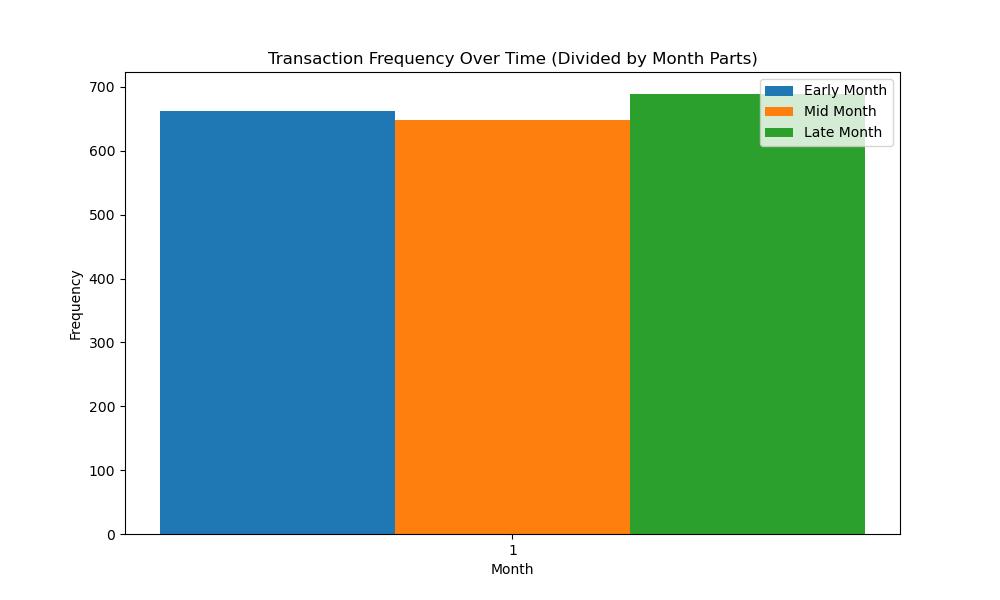 Transaction Frequency Over Time (Divided by Month Parts)
Early Month
Mid Month
Late Month
Frequency
700
600
500
400
300
200
100
0
1
Month